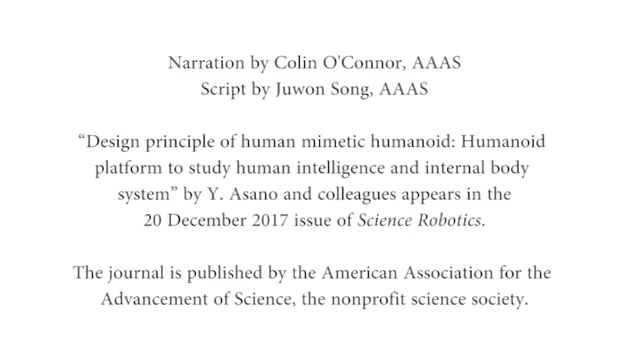 Narration by Colin O'Connor, AAAS
Script by Juwon Song, AAAS
“Design principle of human mimetic humanoid: Humanoid
platform to study human intelligence and internal body
system” by Y. Asano and colleagues appears in the
20 December 2017 issue of Science Robotics.
The journal is published by the American Association for the
Advancement of Science, the nonprofit science society.